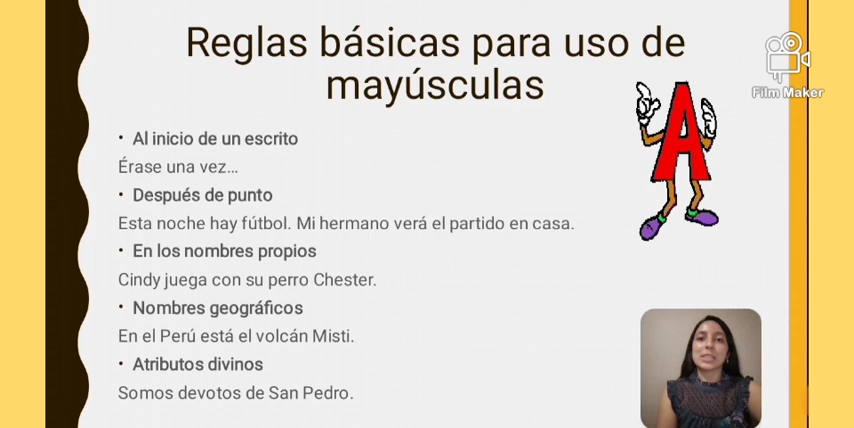 Reglas básicas para uso de
mayúsculas
Film Maker
• Al inicio de un escrito
Érase una vez...
• Después de punto
Esta noche hay fútbol. Mi hermano verá el partido en casa.
• En los nombres propios
Cindy juega con su perro Chester.
• Nombres geográficos
En el Perú está el volcán Misti.
• Atributos divinos
Somos devotos de San Pedro.